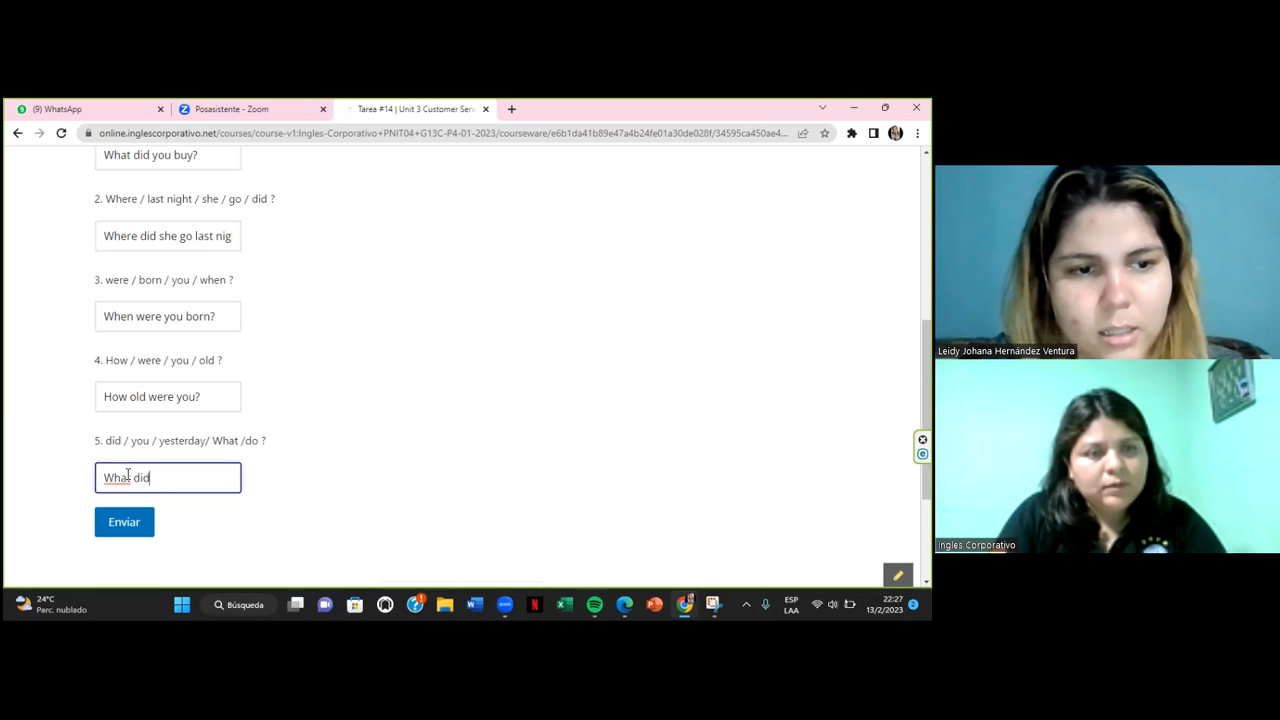 (9) WhatsApp
Posasistente - Zoom
Tarea #14 | Unit 3 Customer Serv
online.inglescorporativo.net/courses/course-v1:Ingles-Corporativo+PNIT04+G13C-P4-01-2023/courseware/e6b1da41b89e47a4b24fe01a30de028f/34595ca450ae4...
What did you buy?
2. Where / last night / she / go / did ?
Where did she go last nig
3. were / born / you / when ?
When were you born?
4. How / were / you / old ?
How old were you?
5. did / you / yesterday/ What /do ?
What did
Enviar
Leidy Johana Hernández Ventura
Ingles Corporativo
24°C
Parc. nublado
Búsqueda
ESP
LAA
22:27
13/2/2023
2